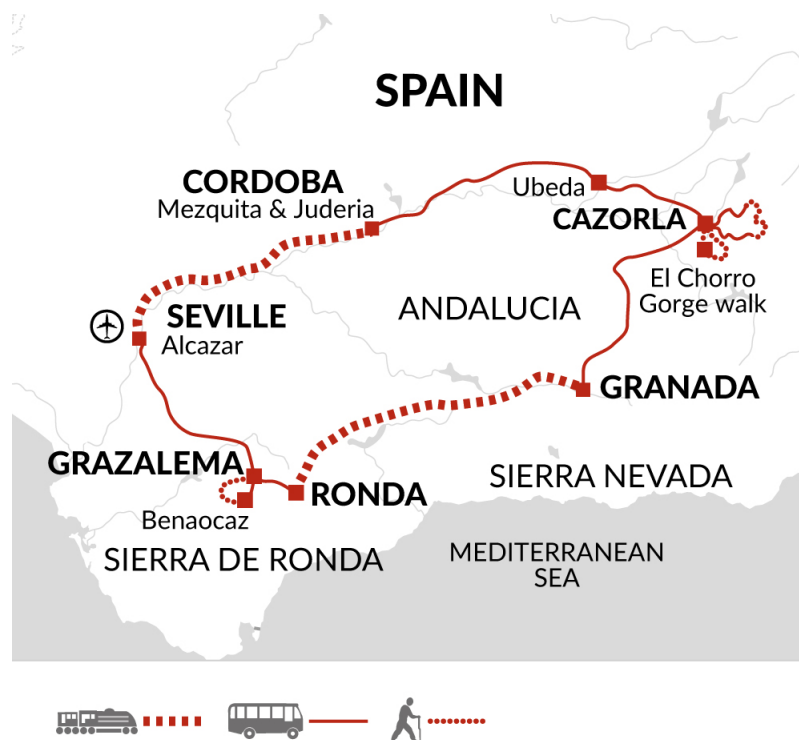 SPAIN
CORDOBA
Mezquita & Juderia
Ubeda
CAZORLA
El Chorro
Gorge walk
ANDALUCIA
SEVILLE
Alcazar
GRANADA
GRAZALEMA
RONDA
Benaocaz
SIERRA NEVADA
SIERRA DE RONDA
MEDITERRANEAN
SEA